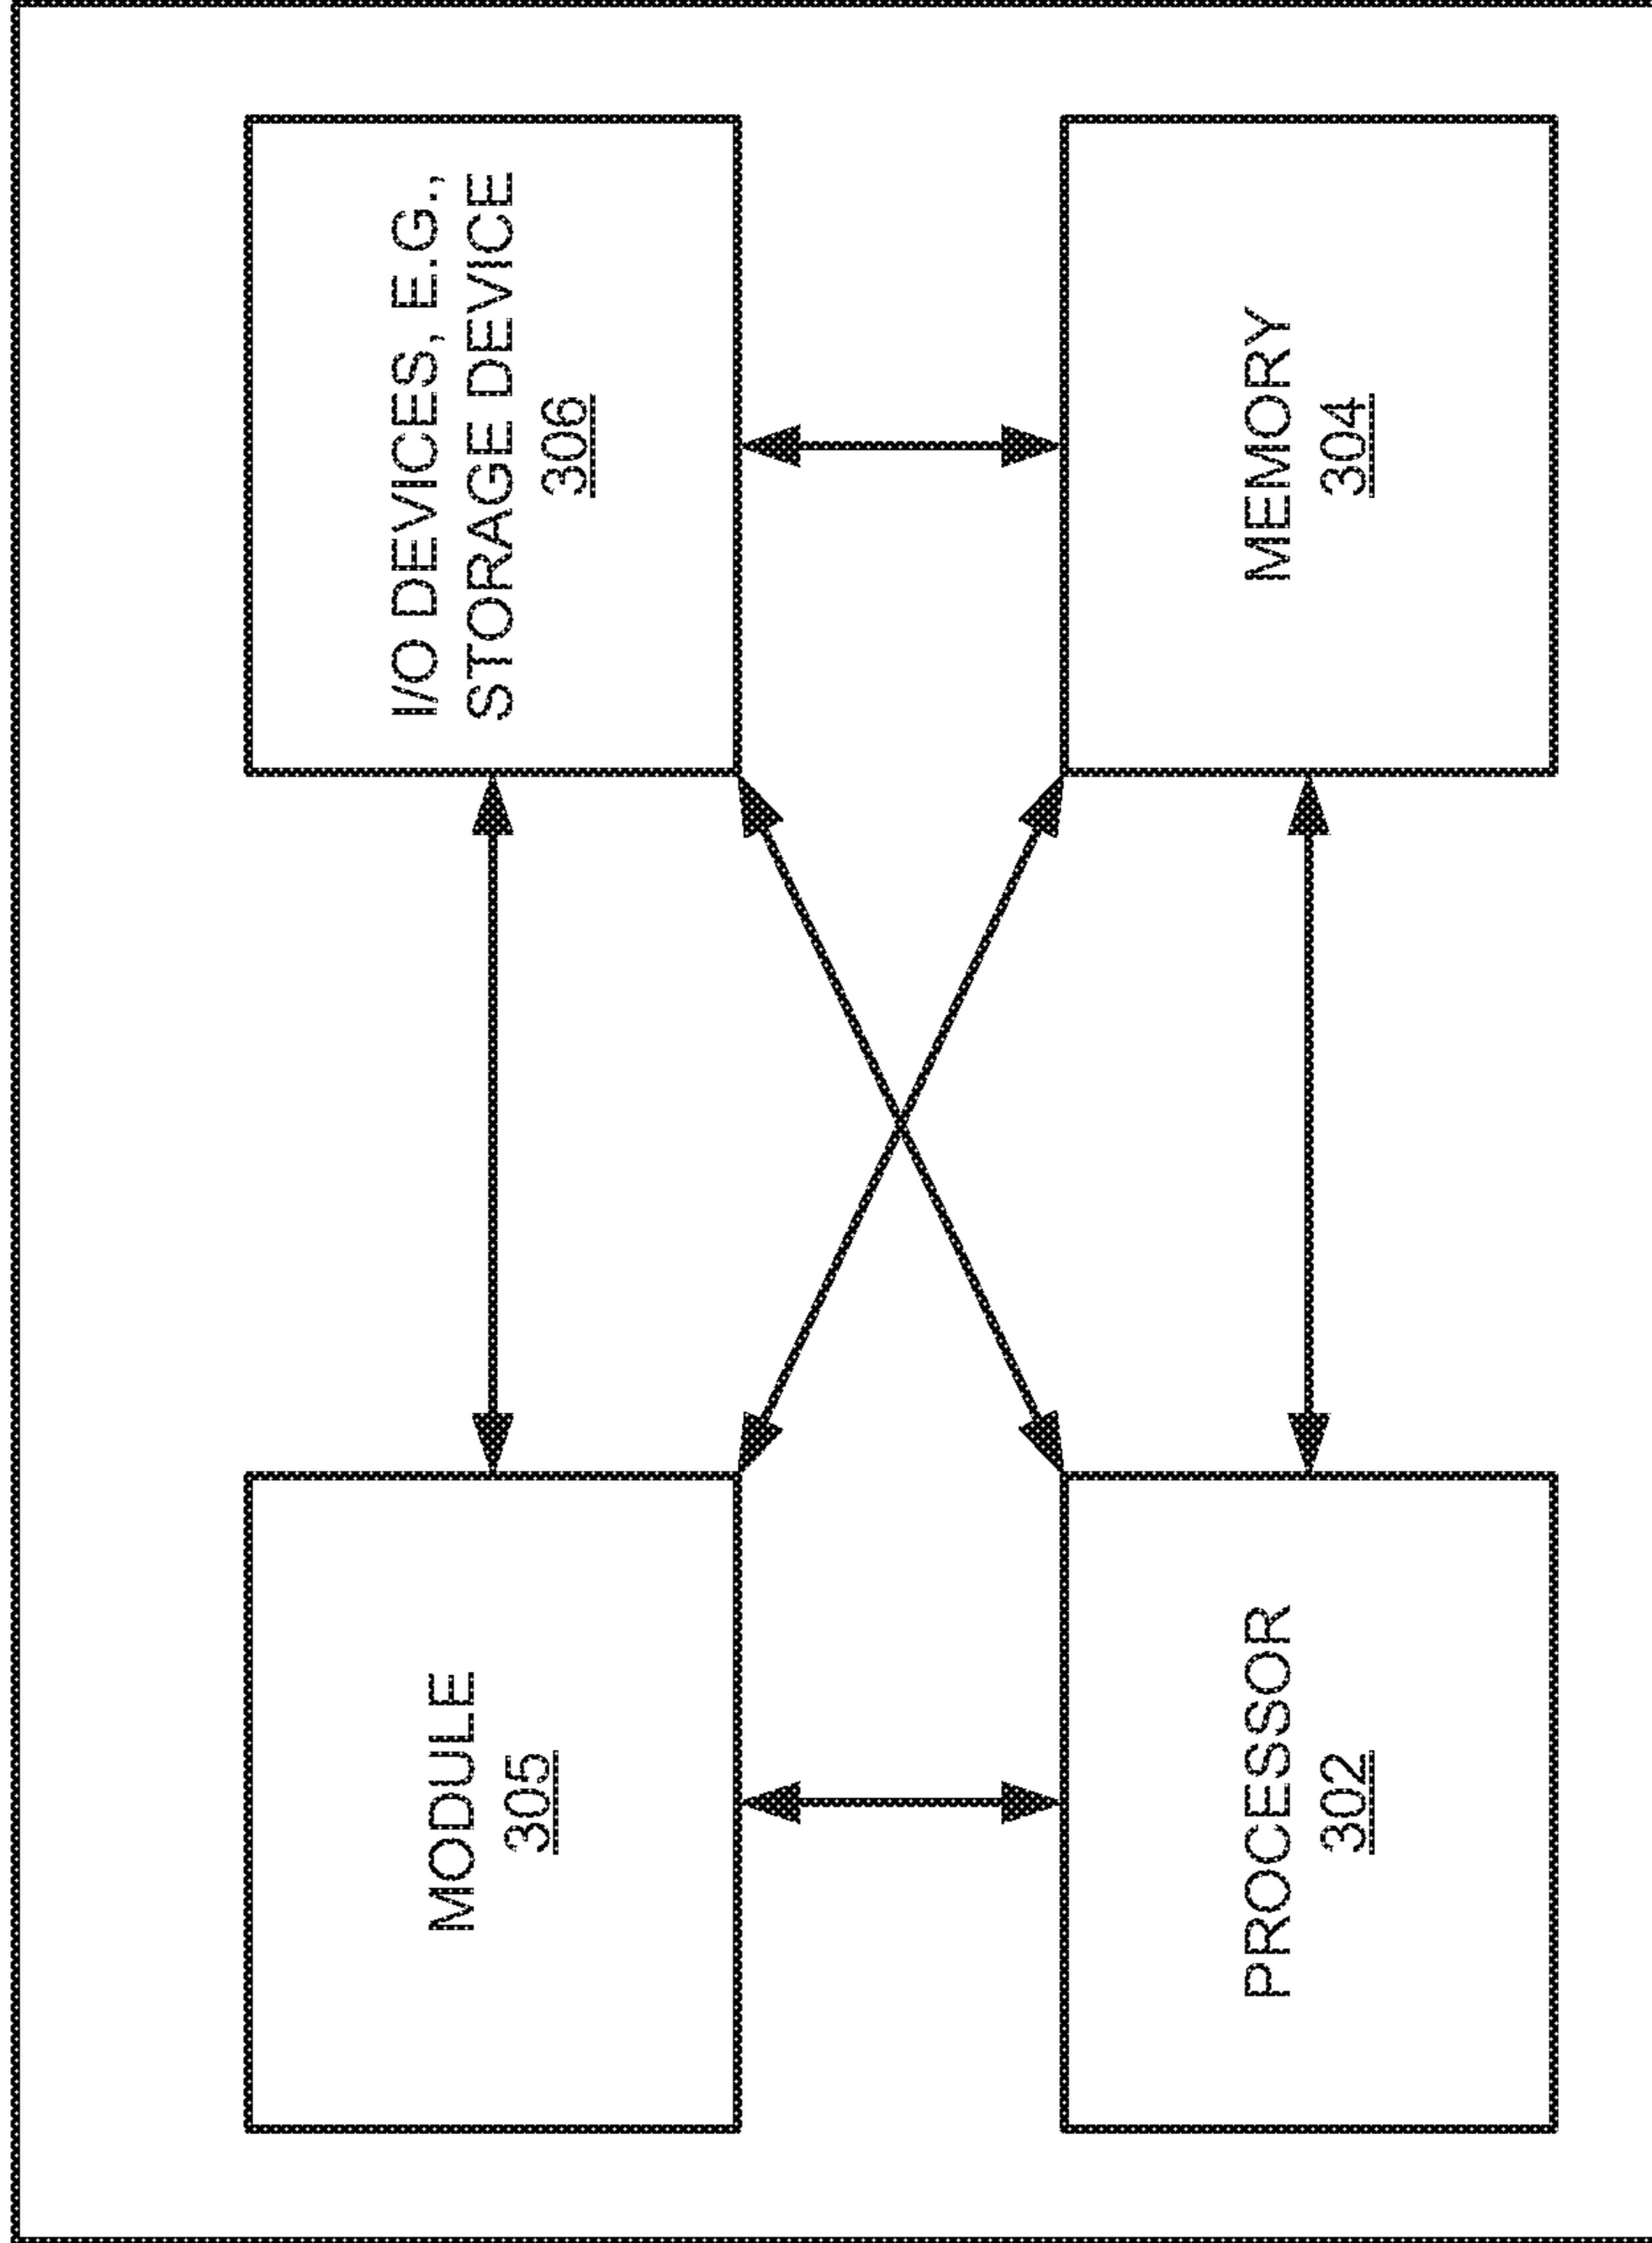 MODULE
305
I/O DEVICES, E.G.,
STORAGE DEVICE
306
PROCESSOR
302
MEMORY
304